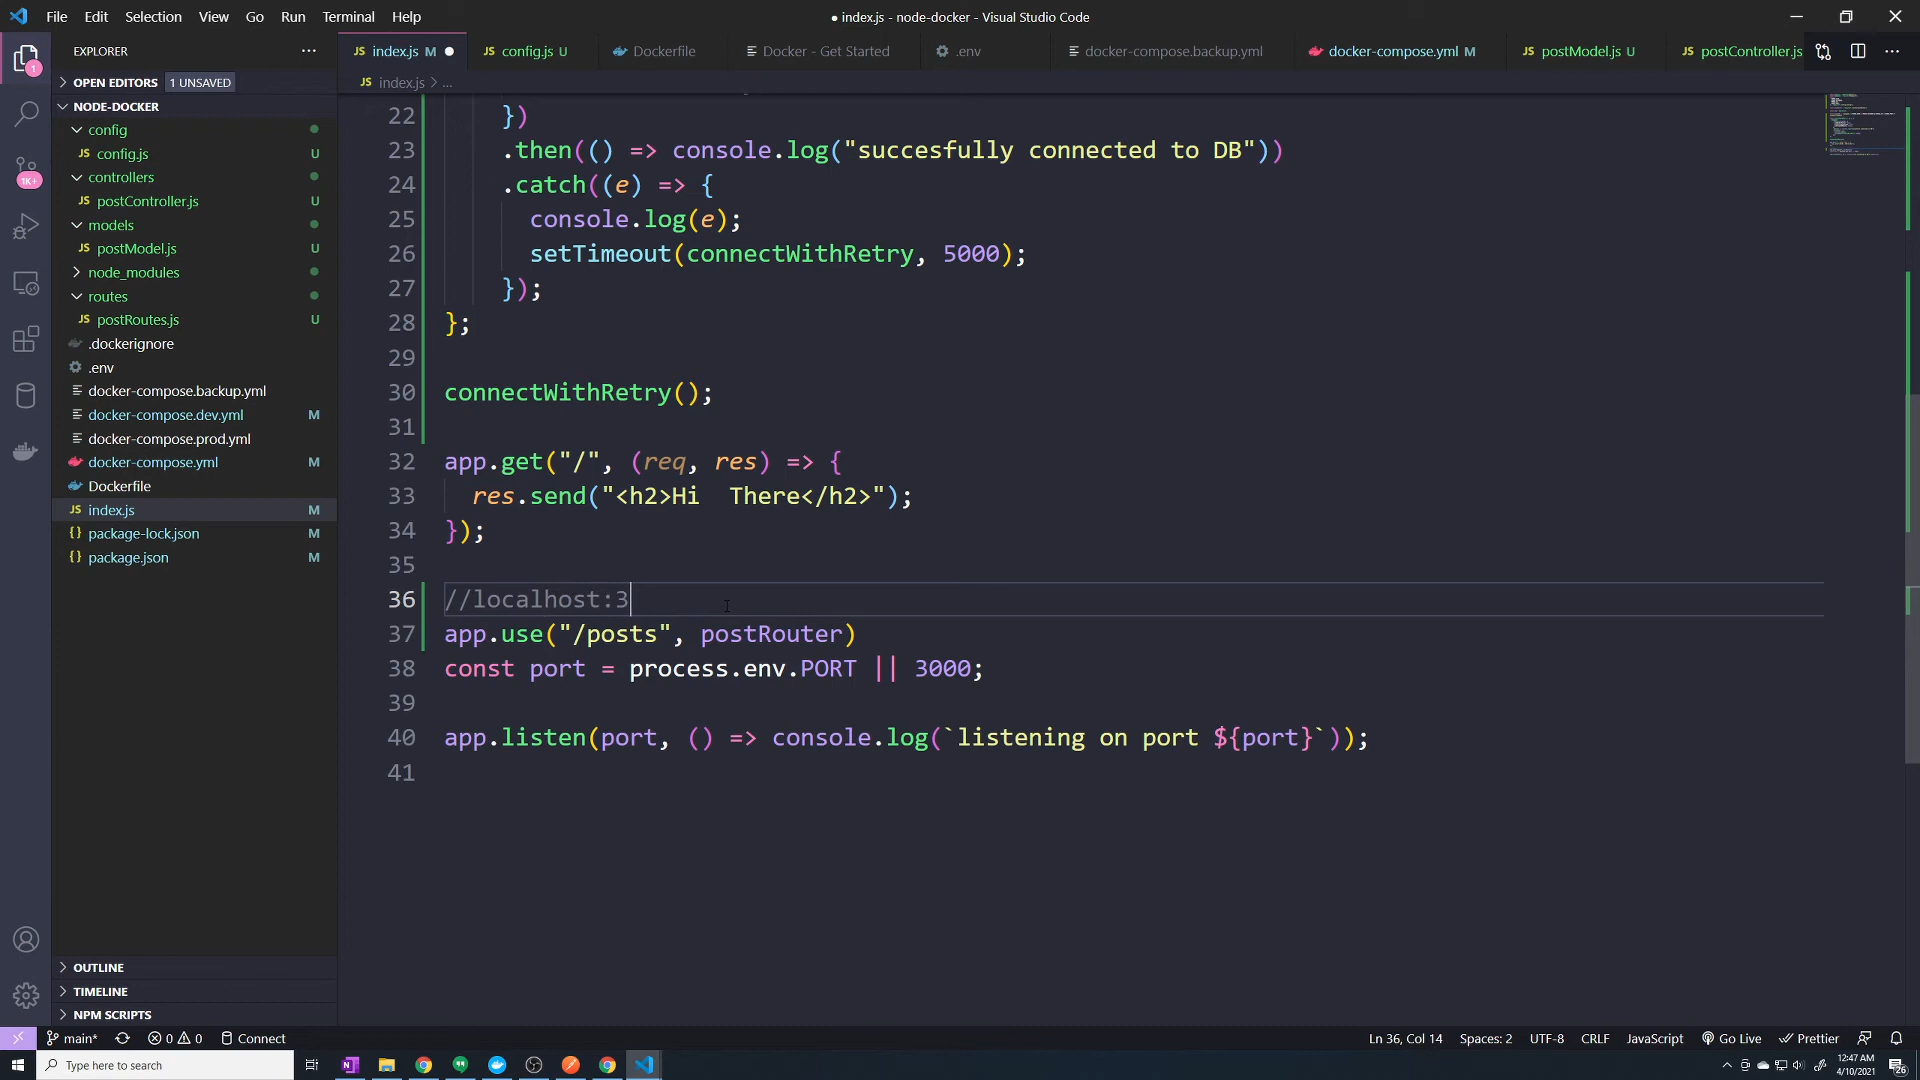 File Edit Selection View Go Run Terminal Help
● index.js - node-docker - Visual Studio Code
EXPLORER
OPEN EDITORS 1 UNSAVED
NODE-DOCKER
config
config.js U
controllers
postController.js U
models
postModel.js U
node_modules
routes
postRoutes.js U
.dockerignore
.env
docker-compose.backup.yml
docker-compose.dev.yml M
docker-compose.prod.yml
docker-compose.yml M
Dockerfile
index.js M
package-lock.json M
package.json M
OUTLINE
TIMELINE
NPM SCRIPTS
1
1K+
JS index.js M ● JS config.js U Dockerfile Docker - Get Started .env docker-compose.backup.yml docker-compose.yml M JS postModel.js U JS postController.js
JS index.js > ...
22 })
23 .then(() => console.log("succesfully connected to DB"))
24 .catch((e) => {
25 console.log(e);
26 setTimeout(connectWithRetry, 5000);
27 });
28 };
29
30 connectWithRetry();
31
32 app.get("/", (req, res) => {
33 res.send("<h2>Hi  There</h2>");
34 });
35
36 //localhost:3
37 app.use("/posts", postRouter)
38 const port = process.env.PORT || 3000;
39
40 app.listen(port, () => console.log(`listening on port ${port}`));
41
main* 0 0 Connect Ln 36, Col 14 Spaces: 2 UTF-8 CRLF JavaScript Go Live Prettier
Type here to search
12:47 AM
4/10/2021
26